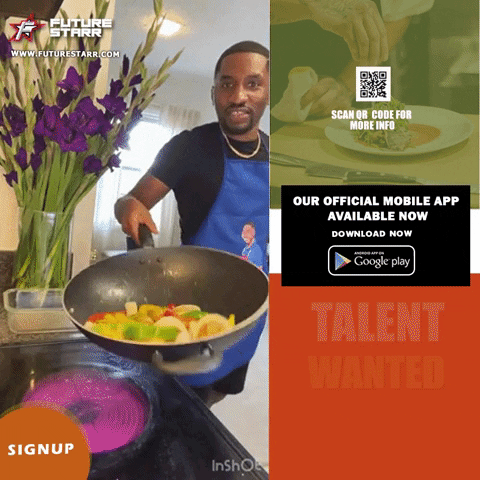 FUTURE
STARR
WWW.FUTURESTARR.COM
SCAN QR CODE FOR
MORE INFO
OUR OFFICIAL MOBILE APP
AVAILABLE NOW
DOWNLOAD NOW
ANDROID APP ON
Google play
TALENT
WANTED
SIGNUP
InShOt